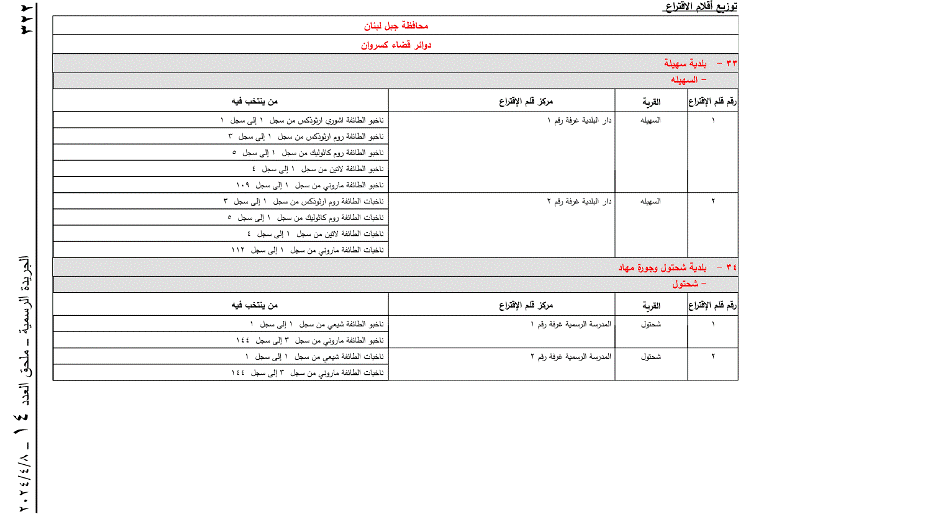 توزيع أقلام الإقتراع
محافظة جبل لبنان
دوائر قضاء كسروان
٣٣ - بلدية سهيلة
- السهيله
رقم قلم الإقتراع القرية مركز قلم الإقتراع من ينتخب فيه
١ السهيله دار البلدية غرفة رقم ١ ناخبو الطائفة اشوري ارثوذكس من سجل ١ إلى سجل ١
ناخبو الطائفة روم ارثوذكس من سجل ١ إلى سجل ٣
ناخبو الطائفة روم كاثوليك من سجل ١ إلى سجل ٥
ناخبو الطائفة لاتين من سجل ١ إلى سجل ٤
ناخبو الطائفة ماروني من سجل ١ إلى سجل ١٠٩
٢ السهيله دار البلدية غرفة رقم ٢ ناخبات الطائفة روم ارثوذكس من سجل ١ إلى سجل ٣
ناخبات الطائفة روم كاثوليك من سجل ١ إلى سجل ٥
ناخبات الطائفة لاتين من سجل ١ إلى سجل ٤
ناخبات الطائفة ماروني من سجل ١ إلى سجل ١١٢
٣٤ - بلدية شحتول وجورة مهاد
- شحتول
رقم قلم الإقتراع القرية مركز قلم الإقتراع من ينتخب فيه
١ شحتول المدرسة الرسمية غرفة رقم ١ ناخبو الطائفة شيعي من سجل ١ إلى سجل ١
ناخبو الطائفة ماروني من سجل ٣ إلى سجل ١٤٤
٢ شحتول المدرسة الرسمية غرفة رقم ٢ ناخبات الطائفة شيعي من سجل ١ إلى سجل ١
ناخبات الطائفة ماروني من سجل ٣ إلى سجل ١٤٤
٣٢٢
الجريدة الرسمية - ملحق العدد ١٤ - ٢٠٢٤/٤/٨